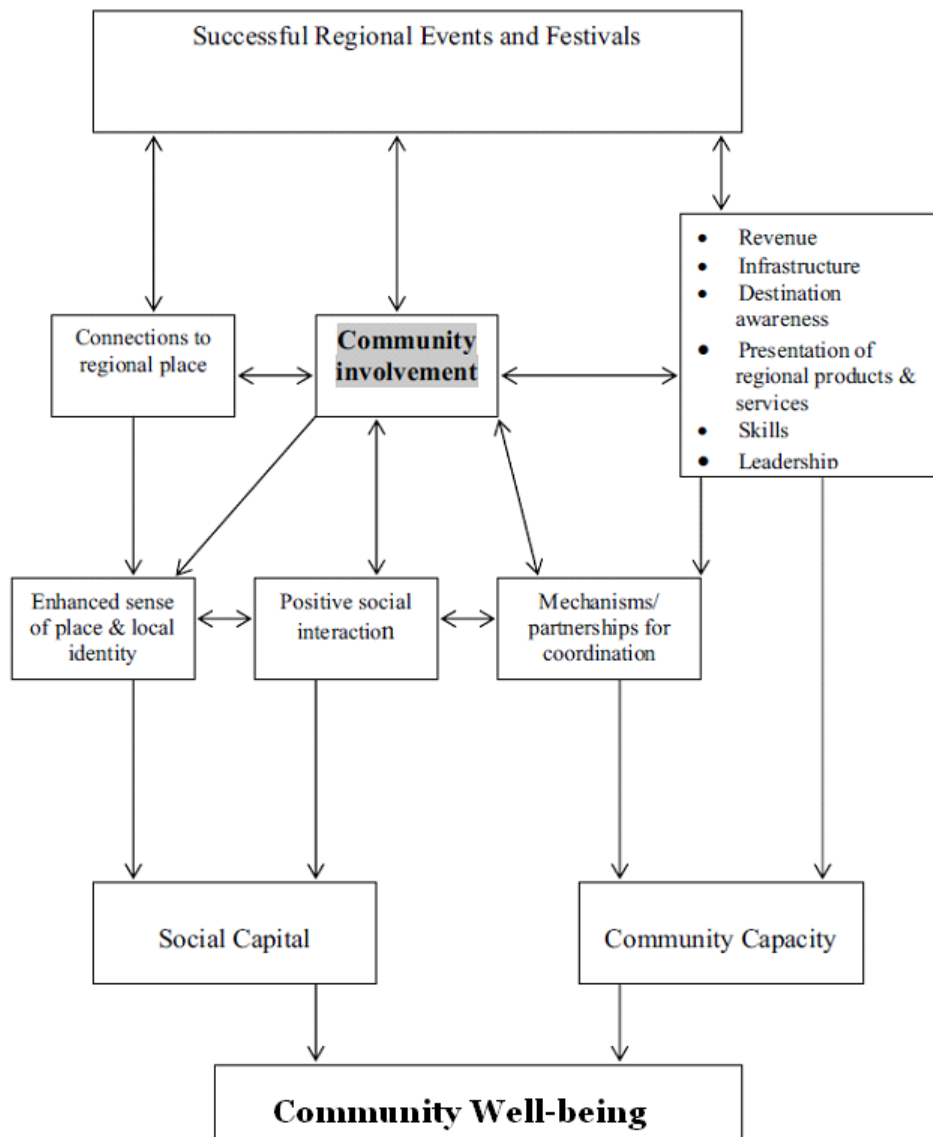 Successful Regional Events and Festivals
• Revenue
• Infrastructure
• Destination
awareness
• Presentation of
regional products &
services
• Skills
• Leadership
Connections to
regional place
Community
involvement
Enhanced sense
of place & local
identity
Positive social
interaction
Mechanisms/
partnerships for
coordination
Social Capital
Community Capacity
Community Well-being